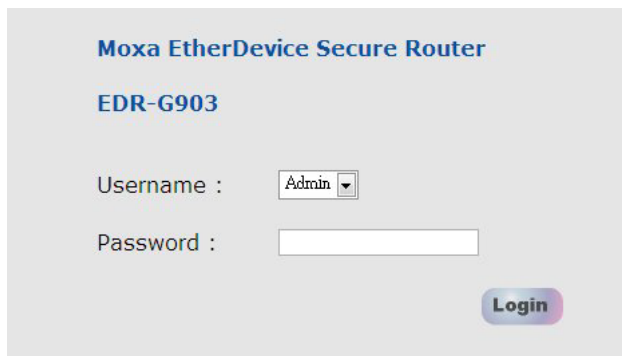 Moxa EtherDevice Secure Router
EDR-G903
Username : Admin
Password :
Login